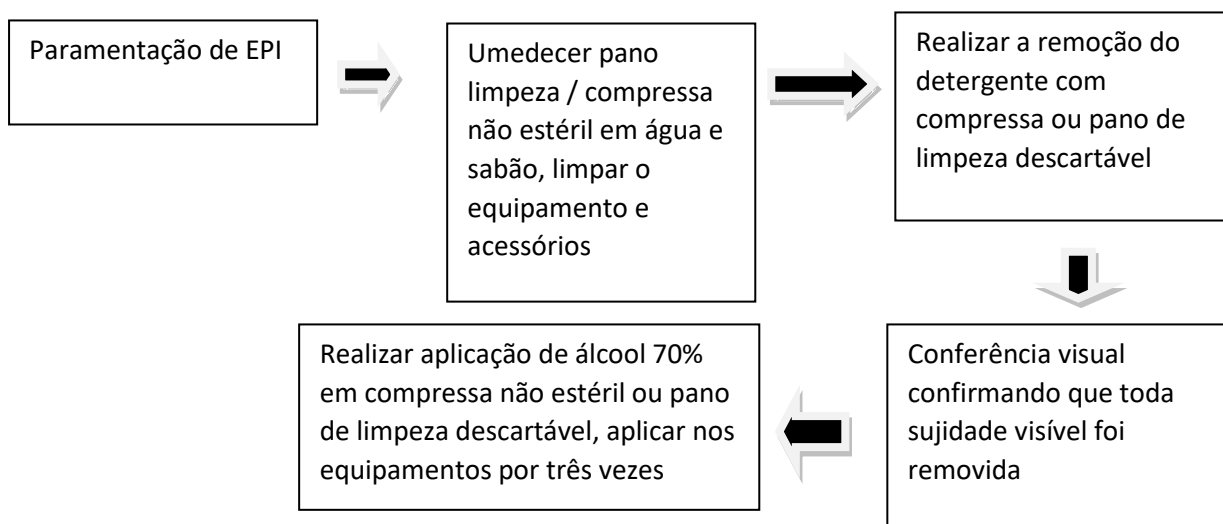 Paramentação de EPI
Umedecer pano
limpeza / compressa
não estéril em água e
sabão, limpar o
equipamento e
acessórios
Realizar a remoção do
detergente com
compressa ou pano de
limpeza descartável
Conferência visual
confirmando que toda
sujidade visível foi
removida
Realizar aplicação de álcool 70%
em compressa não estéril ou pano
de limpeza descartável, aplicar nos
equipamentos por três vezes